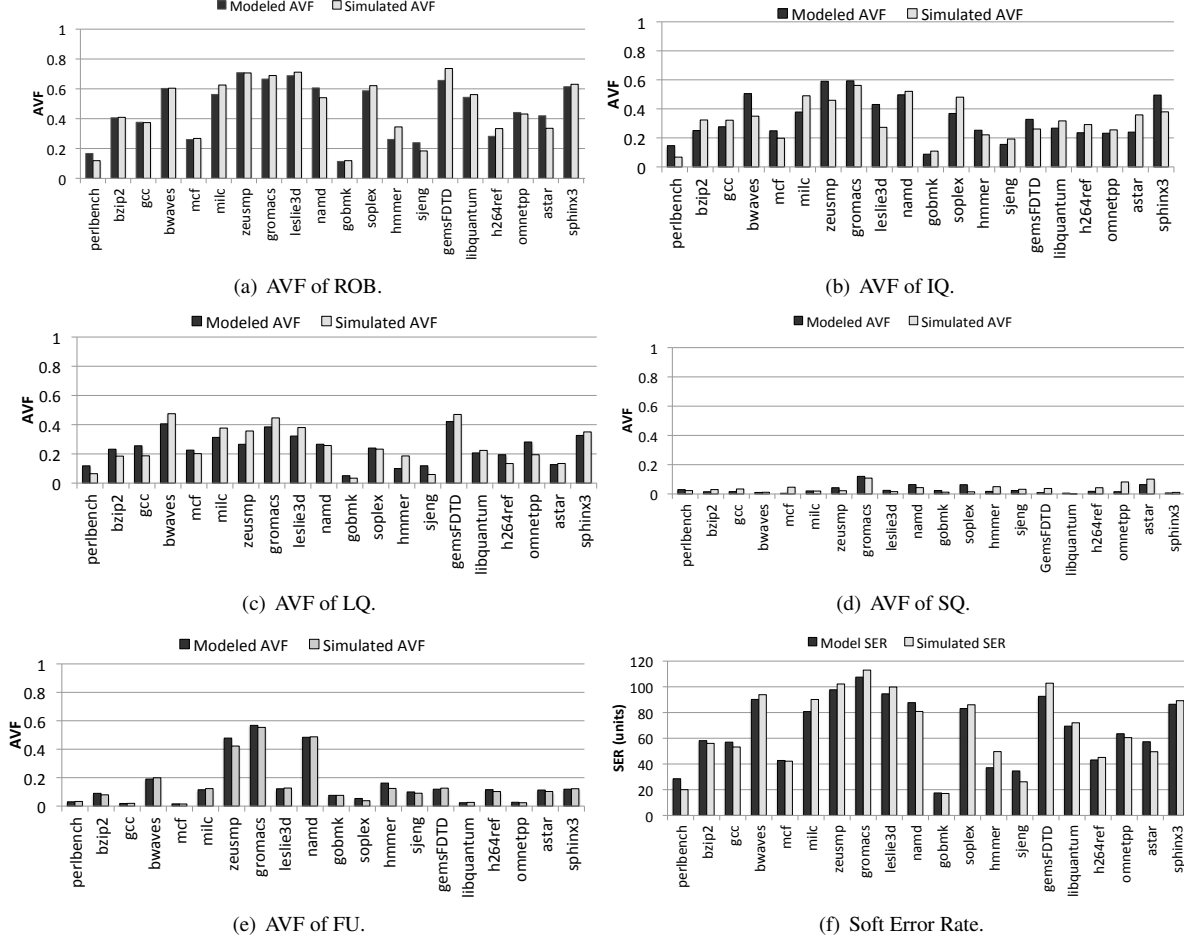 Modeled AVF Simulated AVF
1
0.8
0.6
0.4
0.2
0
AVF
perlbench
bzip2
gcc
bwaves
mcf
milc
zeusmp
gromacs
leslie3d
namd
gobmk
soplex
hmmer
sjeng
gemsFDTD
libquantum
h264ref
omnetpp
astar
sphinx3
(a) AVF of ROB.
Modeled AVF Simulated AVF
1
0.8
0.6
0.4
0.2
0
AVF
perlbench
bzip2
gcc
bwaves
mcf
milc
zeusmp
gromacs
leslie3d
namd
gobmk
soplex
hmmer
sjeng
gemsFDTD
libquantum
h264ref
omnetpp
astar
sphinx3
(b) AVF of IQ.
Modeled AVF Simulated AVF
1
0.8
0.6
0.4
0.2
0
AVF
perlbench
bzip2
gcc
bwaves
mcf
milc
zeusmp
gromacs
leslie3d
namd
gobmk
soplex
hmmer
sjeng
gemsFDTD
libquantum
h264ref
omnetpp
astar
sphinx3
(c) AVF of LQ.
Modeled AVF Simulated AVF
1
0.8
0.6
0.4
0.2
0
AVF
perlbench
bzip2
gcc
bwaves
mcf
milc
zeusmp
gromacs
leslie3d
namd
gobmk
soplex
hmmer
sjeng
GemsFDTD
libquantum
h264ref
omnetpp
astar
sphinx3
(d) AVF of SQ.
Modeled AVF Simulated AVF
1
0.8
0.6
0.4
0.2
0
AVF
perlbench
bzip2
gcc
bwaves
mcf
milc
zeusmp
gromacs
leslie3d
namd
gobmk
soplex
hmmer
sjeng
gemsFDTD
libquantum
h264ref
omnetpp
astar
sphinx3
(e) AVF of FU.
Model SER Simulated SER
120
100
80
60
40
20
0
SER (units)
perlbench
bzip2
gcc
bwaves
mcf
milc
zeusmp
gromacs
leslie3d
namd
gobmk
soplex
hmmer
sjeng
gemsFDTD
libquantum
h264ref
omnetpp
astar
sphinx3
(f) Soft Error Rate.